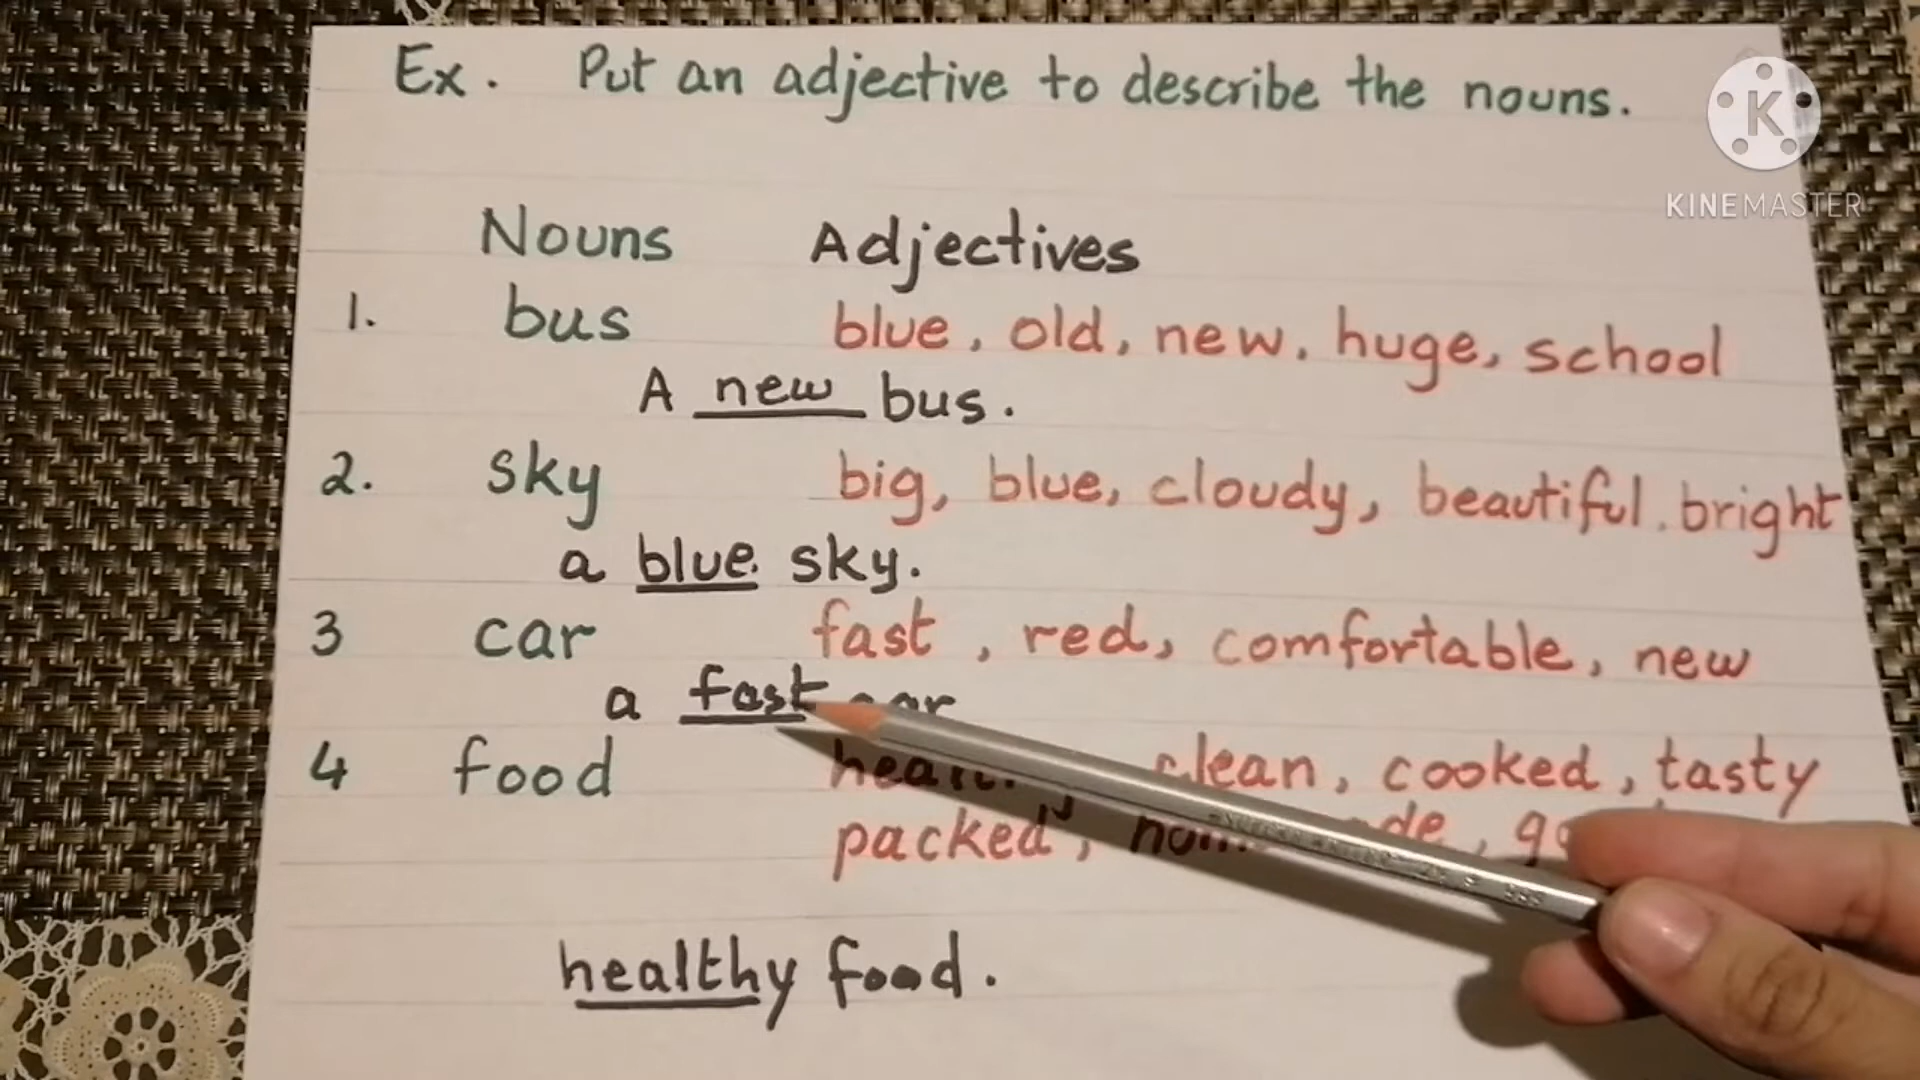 Ex. Put an adjective to describe the nouns.
K
KINEMASTER
Nouns Adjectives
1. bus blue, old, new, huge, school
A new bus.
2. sky big, blue, cloudy, beautiful, bright
a blue sky.
3 car fast, red, comfortable, new
a fast car
4 food clean, cooked, tasty
packed,
healthy food.